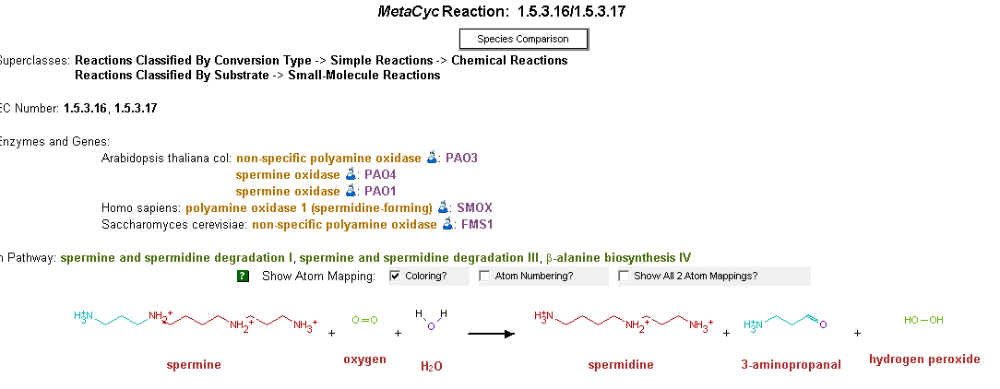 MetaCyc Reaction: 1.5.3.16/1.5.3.17
Species Comparison
Superclasses: Reactions Classified By Conversion Type -> Simple Reactions -> Chemical Reactions
Reactions Classified By Substrate -> Small-Molecule Reactions
EC Number: 1.5.3.16, 1.5.3.17
Enzymes and Genes:
Arabidopsis thaliana col: non-specific polyamine oxidase : PAO3
spermine oxidase : PAO4
spermine oxidase : PAO1
Homo sapiens: polyamine oxidase 1 (spermidine-forming) : SMOX
Saccharomyces cerevisiae: non-specific polyamine oxidase : FMS1
n Pathway: spermine and spermidine degradation I, spermine and spermidine degradation III, β-alanine biosynthesis IV
? Show Atom Mapping: Coloring? Atom Numbering? Show All 2 Atom Mappings?
H3N+ NH2+ NH2+ NH3+ + O=O + H O H H3N+ NH2+ NH3+ + H3N+ O + HO-OH
spermine oxygen H2O spermidine 3-aminopropanal hydrogen peroxide